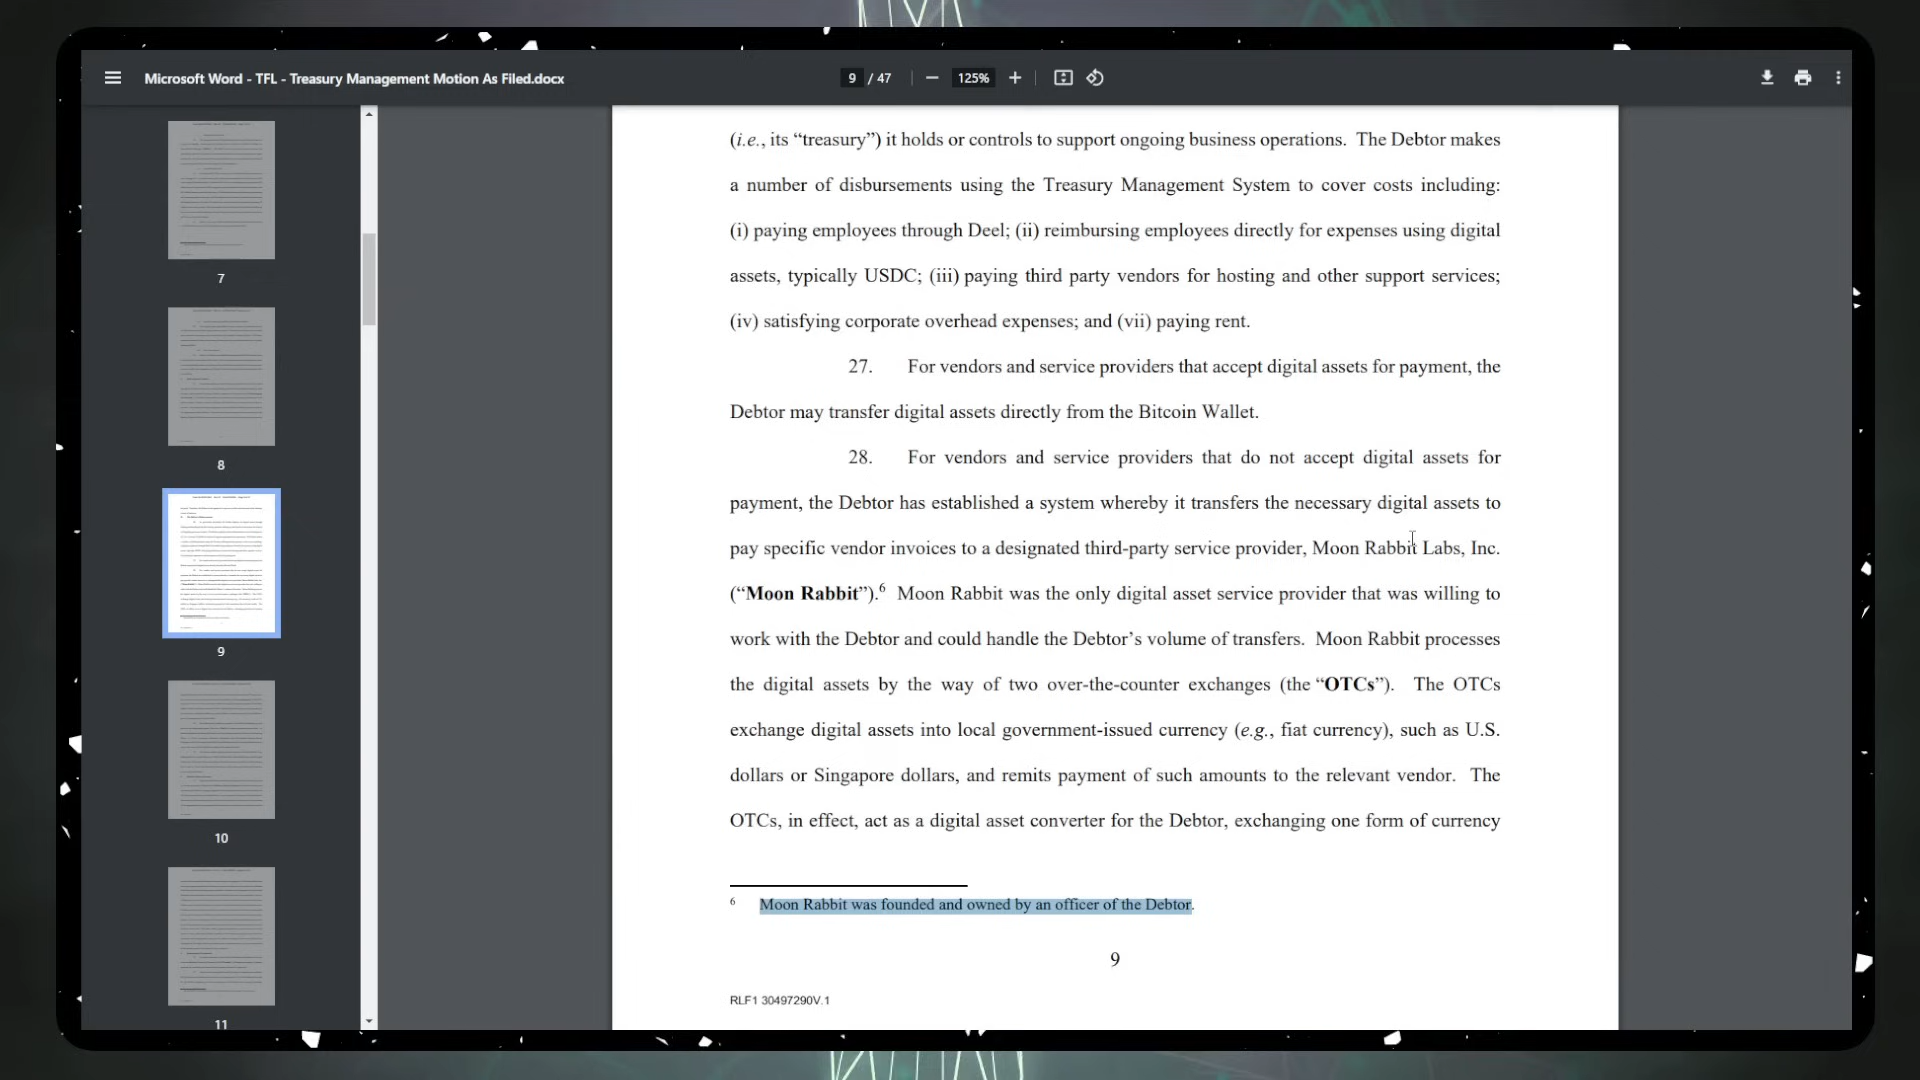 Microsoft Word - TFL - Treasury Management Motion As Filed.docx
9 / 47
125%
7
8
9
10
11
(i.e., its “treasury”) it holds or controls to support ongoing business operations. The Debtor makes
a number of disbursements using the Treasury Management System to cover costs including:
(i) paying employees through Deel; (ii) reimbursing employees directly for expenses using digital
assets, typically USDC; (iii) paying third party vendors for hosting and other support services;
(iv) satisfying corporate overhead expenses; and (vii) paying rent.
27. For vendors and service providers that accept digital assets for payment, the
Debtor may transfer digital assets directly from the Bitcoin Wallet.
28. For vendors and service providers that do not accept digital assets for
payment, the Debtor has established a system whereby it transfers the necessary digital assets to
pay specific vendor invoices to a designated third-party service provider, Moon Rabbit Labs, Inc.
(“Moon Rabbit”).6 Moon Rabbit was the only digital asset service provider that was willing to
work with the Debtor and could handle the Debtor’s volume of transfers. Moon Rabbit processes
the digital assets by the way of two over-the-counter exchanges (the “OTCs”). The OTCs
exchange digital assets into local government-issued currency (e.g., fiat currency), such as U.S.
dollars or Singapore dollars, and remits payment of such amounts to the relevant vendor. The
OTCs, in effect, act as a digital asset converter for the Debtor, exchanging one form of currency
6 Moon Rabbit was founded and owned by an officer of the Debtor.
9
RLF1 30497290V.1